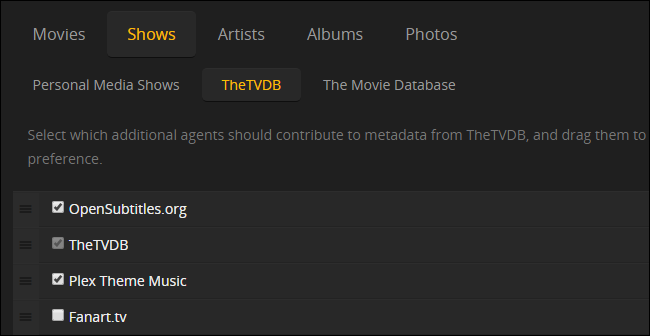 Movies Shows Artists Albums Photos
Personal Media Shows TheTVDB The Movie Database
Select which additional agents should contribute to metadata from TheTVDB, and drag them to
preference.
OpenSubtitles.org
TheTVDB
Plex Theme Music
Fanart.tv